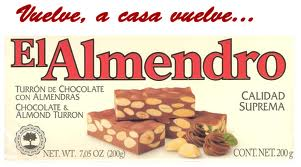 Vuelve, a casa vuelve...
El Almendro
TURRÓN DE CHOCOLATE
CON ALMENDRAS
CHOCOLATE &
ALMOND TURRON
CALIDAD
SUPREMA
NET. WT. 7,05 OZ (200g)
CONT. NET. 200 g